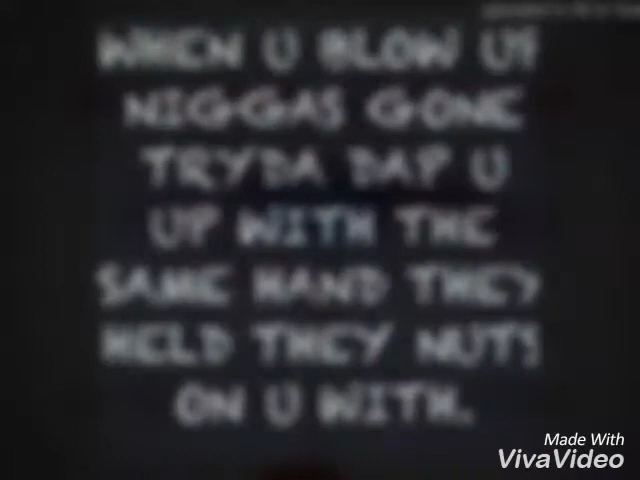 WHEN U BLOW UP
NIGGAS GONE
TRYDA DAP U
UP WITH THE
SAME HAND THEY
HELD THEY NUTS
ON U WITH.
Made With
VivaVideo